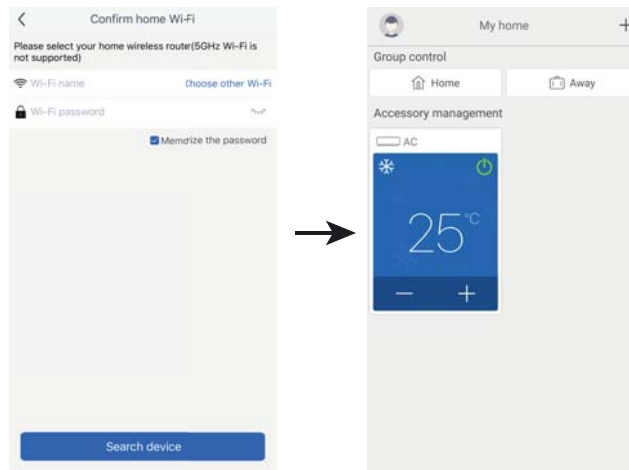 Confirm home Wi-Fi
Please select your home wireless router(5GHz Wi-Fi is
not supported)
Wi-Fi name
Choose other Wi-Fi
Wi-Fi password
Memorize the password
Search device
My home
+
Group control
Home
Away
Accessory management
AC
25°C
− +